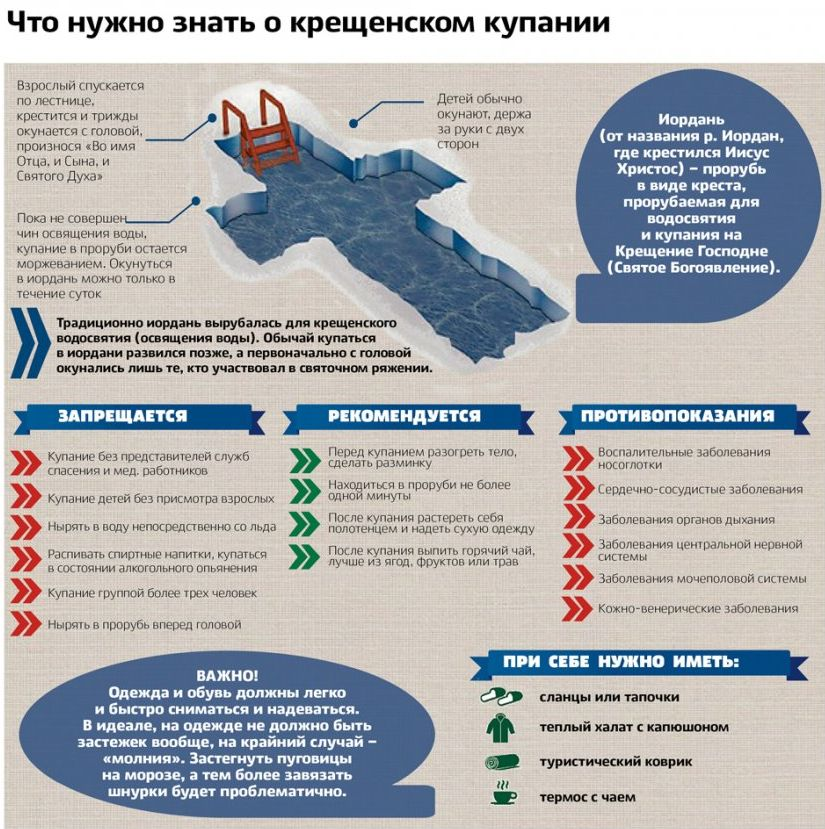 Что нужно знать о крещенском купании
Взрослый спускается
по лестнице,
крестится и трижды
окунается с головой,
произнося «Во имя
Отца, и Сына, и
Святого Духа»
Детей обычно
окунают, держа
за руки с двух
сторон
Иордань
(от названия р. Иордан,
где крестился Иисус
Христос) – прорубь
в виде креста,
прорубаемая для
водосвятия
и купания на
Крещение Господне
(Святое Богоявление).
Пока не совершен
чин освящения воды,
купание в проруби остается
моржеванием. Окунуться
в иордань можно только в
течение суток
Традиционно иордань вырубалась для крещенского
водосвятия (освящения воды). Обычай купаться
в иордани развился позже, а первоначально с головой
окунались лишь те, кто участвовал в святочном ряжении.
ЗАПРЕЩАЕТСЯ
Купание без представителей служб
спасения и мед. работников
Купание детей без присмотра взрослых
Нырять в воду непосредственно со льда
Распивать спиртные напитки, купаться
в состоянии алкогольного опьянения
Купание группой более трех человек
Нырять в прорубь вперед головой
РЕКОМЕНДУЕТСЯ
Перед купанием разогреть тело,
сделать разминку
Находиться в проруби не более
одной минуты
После купания растереть себя
полотенцем и надеть сухую одежду
После купания выпить горячий чай,
лучше из ягод, фруктов или трав
ПРОТИВОПОКАЗАНИЯ
Воспалительные заболевания
носоглотки
Сердечно-сосудистые заболевания
Заболевания органов дыхания
Заболевания центральной нервной
системы
Заболевания мочеполовой системы
Кожно-венерические заболевания
ВАЖНО!
Одежда и обувь должны легко
и быстро сниматься и надеваться.
В идеале, на одежде не должно быть
застежек вообще, на крайний случай –
«молния». Застегнуть пуговицы
на морозе, а тем более завязать
шнурки будет проблематично.
ПРИ СЕБЕ НУЖНО ИМЕТЬ:
сланцы или тапочки
теплый халат с капюшоном
туристический коврик
термос с чаем